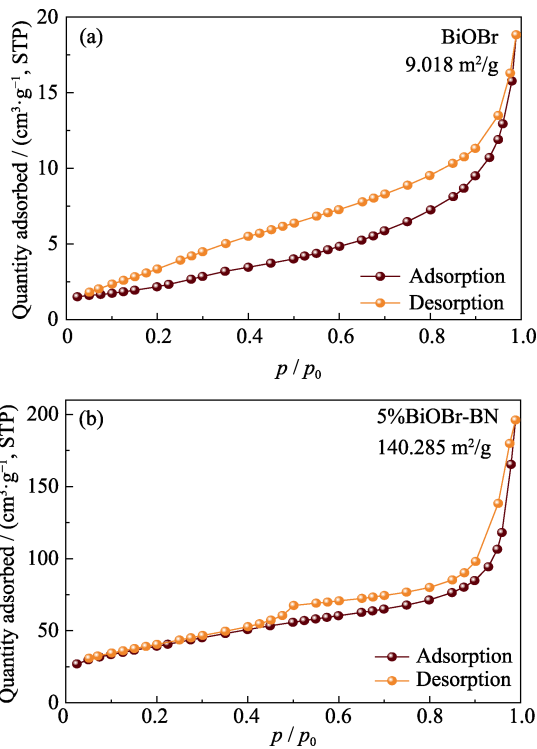 (a)
BiOBr
9.018 m²/g
Quantity adsorbed / (cm³·g⁻¹, STP)
20
15
10
5
0
Adsorption
Desorption
0 0.2 0.4 0.6 0.8 1.0
p / p₀
(b)
5%BiOBr-BN
140.285 m²/g
Quantity adsorbed / (cm³·g⁻¹, STP)
200
150
100
50
0
Adsorption
Desorption
0 0.2 0.4 0.6 0.8 1.0
p / p₀